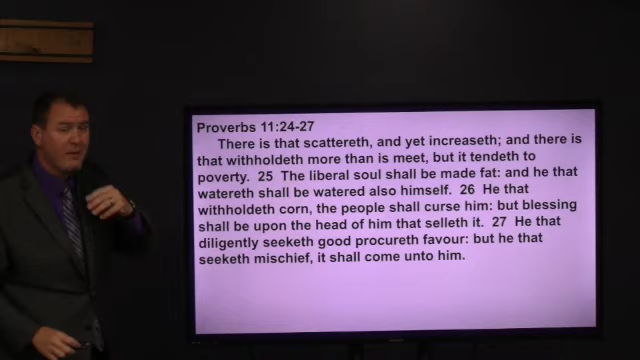 Proverbs 11:24-27
There is that scattereth, and yet increaseth; and there is
that withholdeth more than is meet, but it tendeth to
poverty. 25 The liberal soul shall be made fat: and he that
watereth shall be watered also himself. 26 He that
withholdeth corn, the people shall curse him: but blessing
shall be upon the head of him that selleth it. 27 He that
diligently seeketh good procureth favour: but he that
seeketh mischief, it shall come unto him.